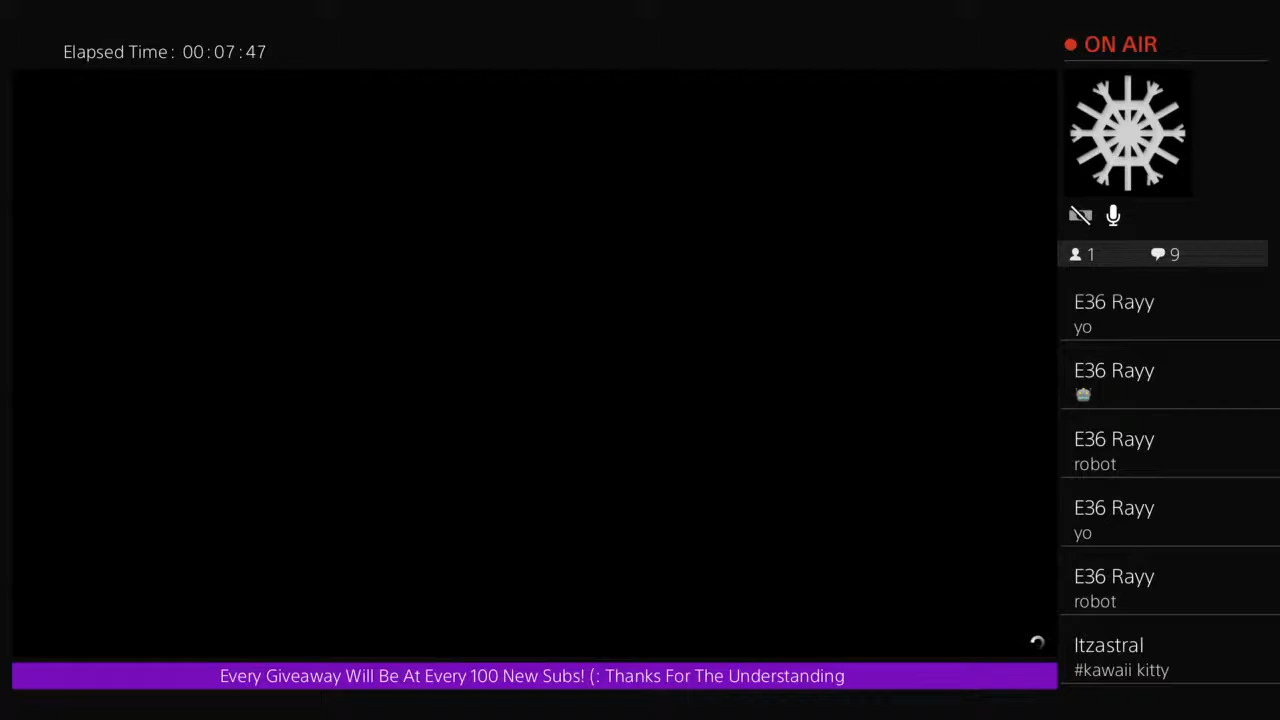 Elapsed Time: 00:07:47
ON AIR
1 9
E36 Rayy
yo
E36 Rayy
E36 Rayy
robot
E36 Rayy
yo
E36 Rayy
robot
Itzastral
#kawaii kitty
Every Giveaway Will Be At Every 100 New Subs! (: Thanks For The Understanding